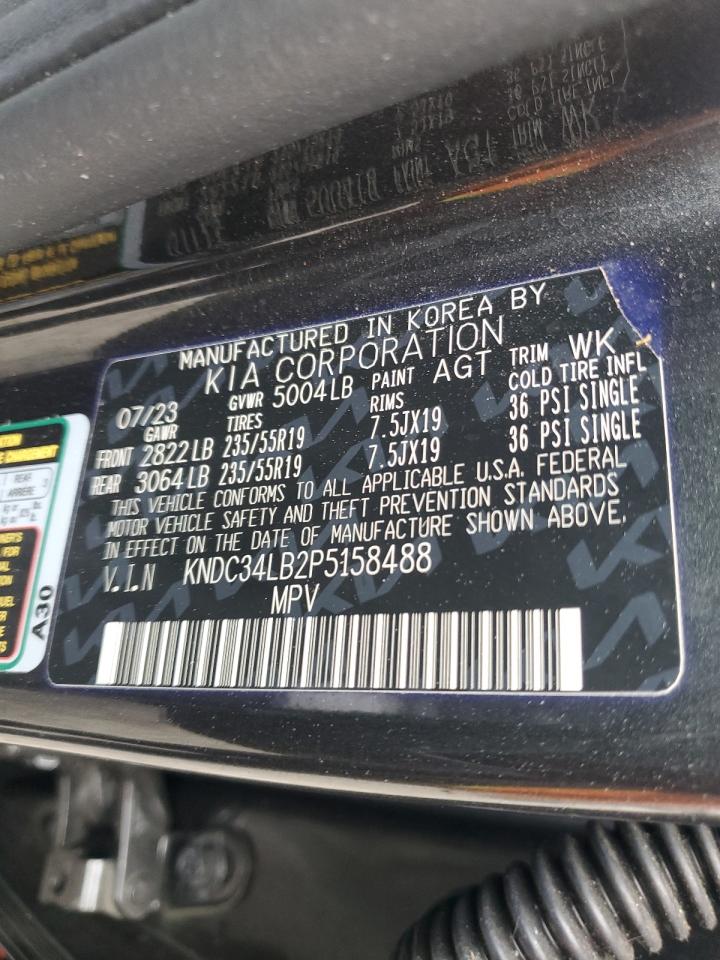 MANUFACTURED IN KOREA BY
KIA CORPORATION
07/23 GVWR 5004LB PAINT AGT TRIM WK
GAWR TIRES RIMS COLD TIRE INFL
FRONT 2822LB 235/55R19 7.5JX19 36 PSI SINGLE
REAR 3064LB 235/55R19 7.5JX19 36 PSI SINGLE
THIS VEHICLE CONFORMS TO ALL APPLICABLE U.S.A. FEDERAL
MOTOR VEHICLE SAFETY AND THEFT PREVENTION STANDARDS
IN EFFECT ON THE DATE OF MANUFACTURE SHOWN ABOVE.
V.I.N KNDC34LB2P5158488
MPV
REAR
ARRIERE
FOR
A30